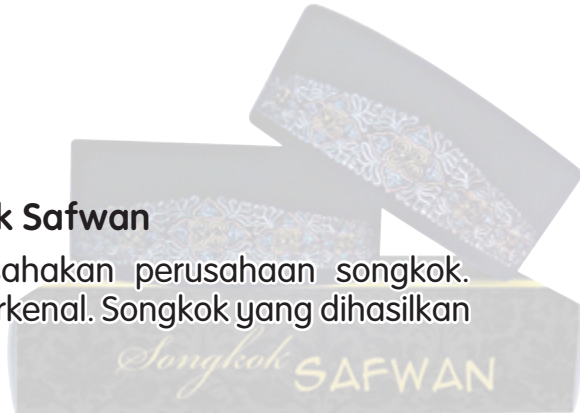 k Safwan
ahakan perusahaan songkok.
rkenal. Songkok yang dihasilkan
Songkok SAFWAN